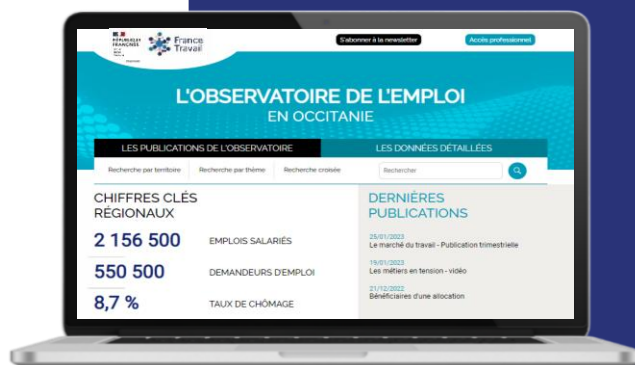 RÉPUBLIQUE
FRANÇAISE
France
Travail
S'abonner à la newsletter
Accès professionnel
L'OBSERVATOIRE DE L'EMPLOI
EN OCCITANIE
LES PUBLICATIONS DE L'OBSERVATOIRE
LES DONNÉES DÉTAILLÉES
Recherche par territoire
Recherche par thème
Recherche croisée
Rechercher
CHIFFRES CLÉS
RÉGIONAUX
2 156 500
EMPLOIS SALARIÉS
550 500
DEMANDEURS D'EMPLOI
8,7 %
TAUX DE CHÔMAGE
DERNIÈRES
PUBLICATIONS
25/01/2023
Le marché du travail - Publication trimestrielle
19/01/2023
Les métiers en tension - vidéo
21/12/2022
Bénéficiaires d'une allocation